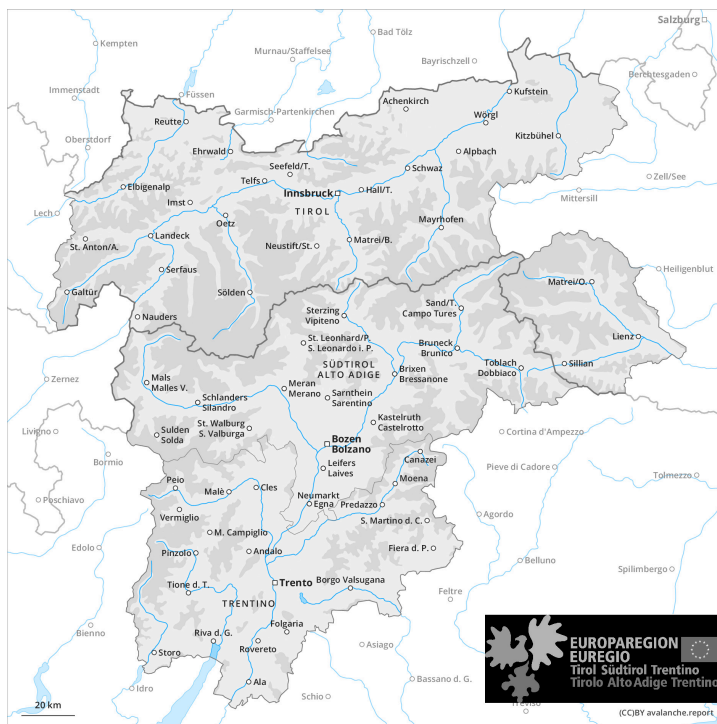 Salzburg
Kempten
Bad Tölz
Murnau/Staffelsee
Bayrischzell
Berchtesgaden
Immenstadt
Füssen
Kufstein
Achenkirch
Garmisch-Partenkirchen
Reutte
Wörgl
Oberstdorf
Ehrwald
Kitzbühel
Alpbach
Seefeld/T.
Schwaz
Telfs
Zell/See
Elbigenalp
Innsbruck
Hall/T.
Mittersill
Imst
TIROL
Lech
Oetz
Mayrhofen
Landeck
Neustift/St.
Matrei/B.
St. Anton/A.
Serfaus
Heiligenblut
Matrei/O.
Galtür
Sölden
Sand/T.
Campo Tures
Nauders
Sterzing
Vipiteno
Lienz
St. Leonhard/P.
S. Leonardo i. P.
Bruneck
Brunico
Sillian
SÜDTIROL
ALTO ADIGE
Toblach
Dobbiaco
Brixen
Bressanone
Zernez
Mals
Malles V.
Meran
Merano
Schlanders
Silandro
Sarnthein
Sarentino
Kastelruth
Castelrotto
St. Walburg
S. Valburga
Livigno
Sulden
Solda
Bozen
Bolzano
Cortina d'Ampezzo
Bormio
Canazei
Leifers
Laives
Pieve di Cadore
Tolmezzo
Peio
Moena
Malè
Cles
Neumarkt
Egna
Predazzo
Poschiavo
Vermiglio
S. Martino d. C.
Agordo
M. Campiglio
Edolo
Pinzolo
Andalo
Fiera d. P.
Belluno
Spilimbergo
Tione d. T.
Trento
Borgo Valsugana
Feltre
TRENTINO
Folgaria
Bienno
Riva d. G.
Rovereto
Asiago
Storo
Bassano d. G.
Ala
Idro
Schio
Treviso
EUROPAREGION
EUREGIO
Tirol Südtirol Trentino
Tirolo Alto Adige Trentino
20 km
(CC)BY avalanche.report